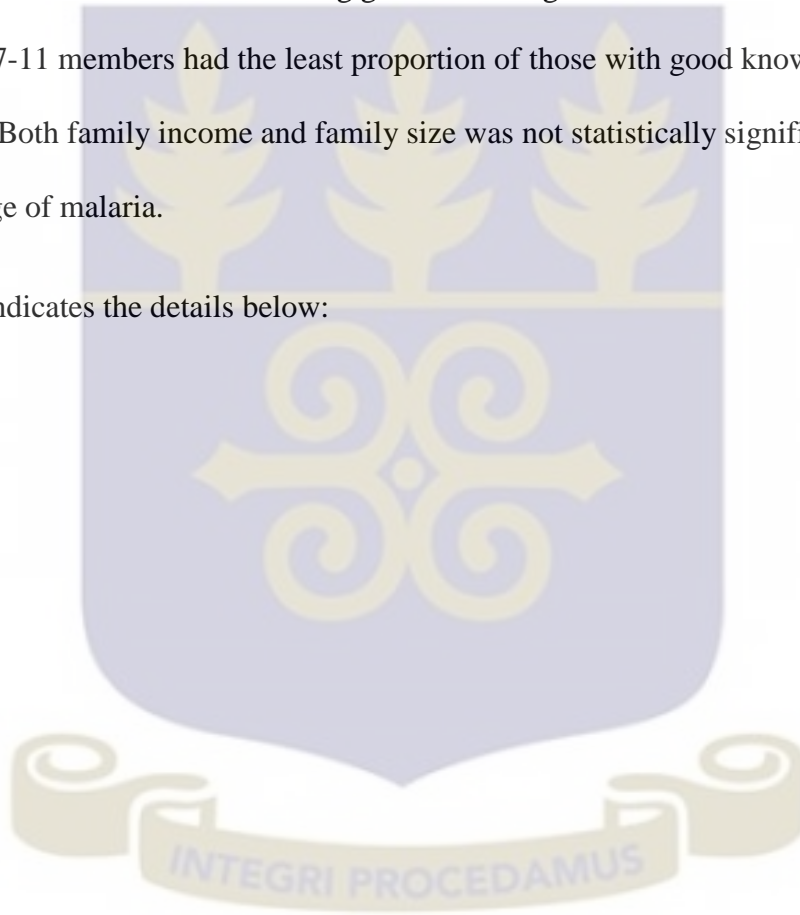 7-11 members had the least proportion of those with good know
Both family income and family size was not statistically signifi
ge of malaria.
ndicates the details below:
INTEGRI PROCEDAMUS